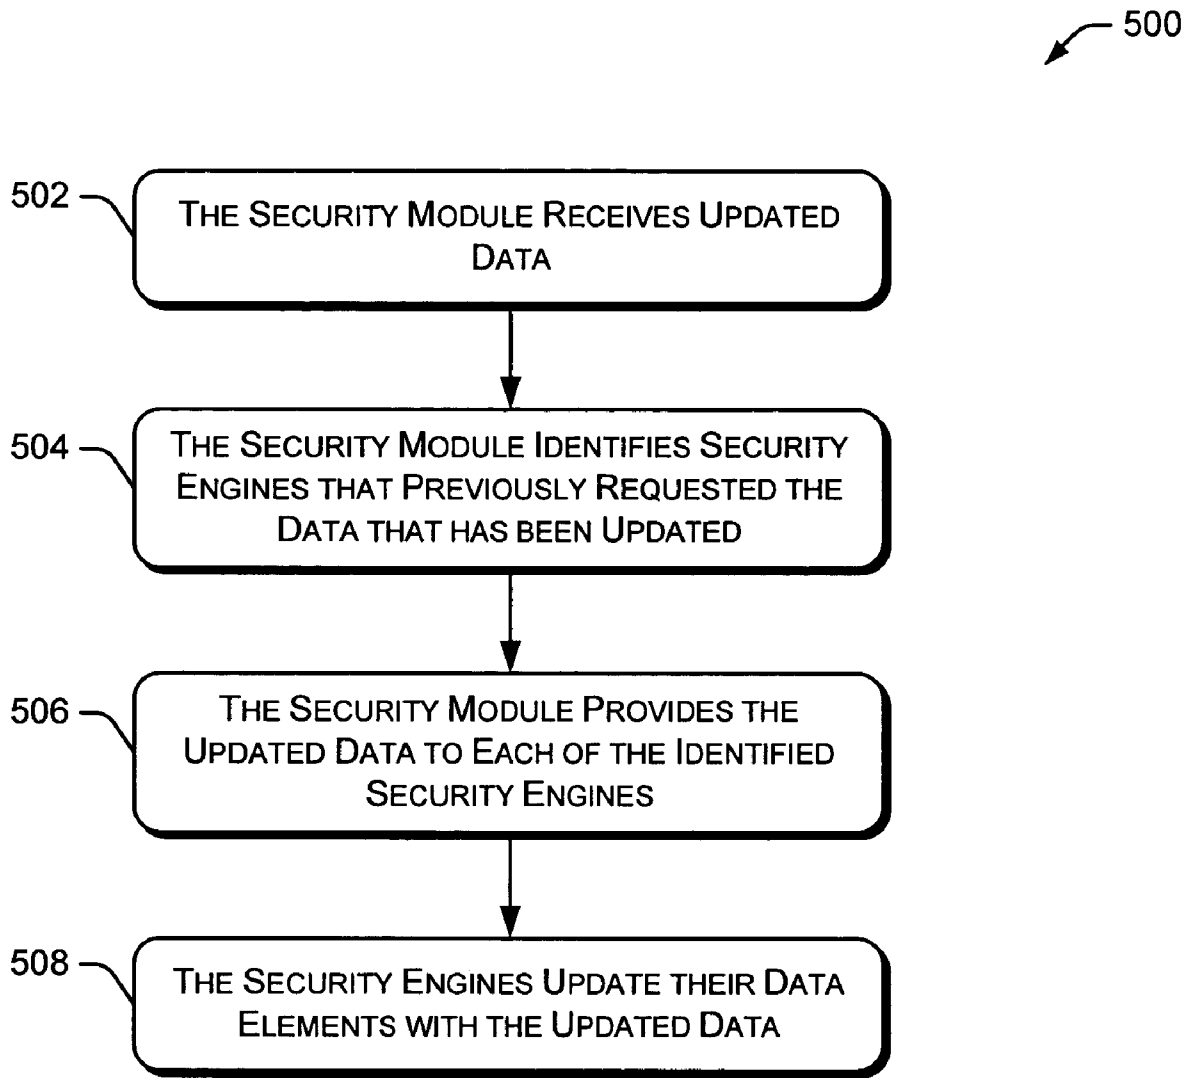 500
502
THE SECURITY MODULE RECEIVES UPDATED
DATA
504
THE SECURITY MODULE IDENTIFIES SECURITY
ENGINES THAT PREVIOUSLY REQUESTED THE
DATA THAT HAS BEEN UPDATED
506
THE SECURITY MODULE PROVIDES THE
UPDATED DATA TO EACH OF THE IDENTIFIED
SECURITY ENGINES
508
THE SECURITY ENGINES UPDATE THEIR DATA
ELEMENTS WITH THE UPDATED DATA